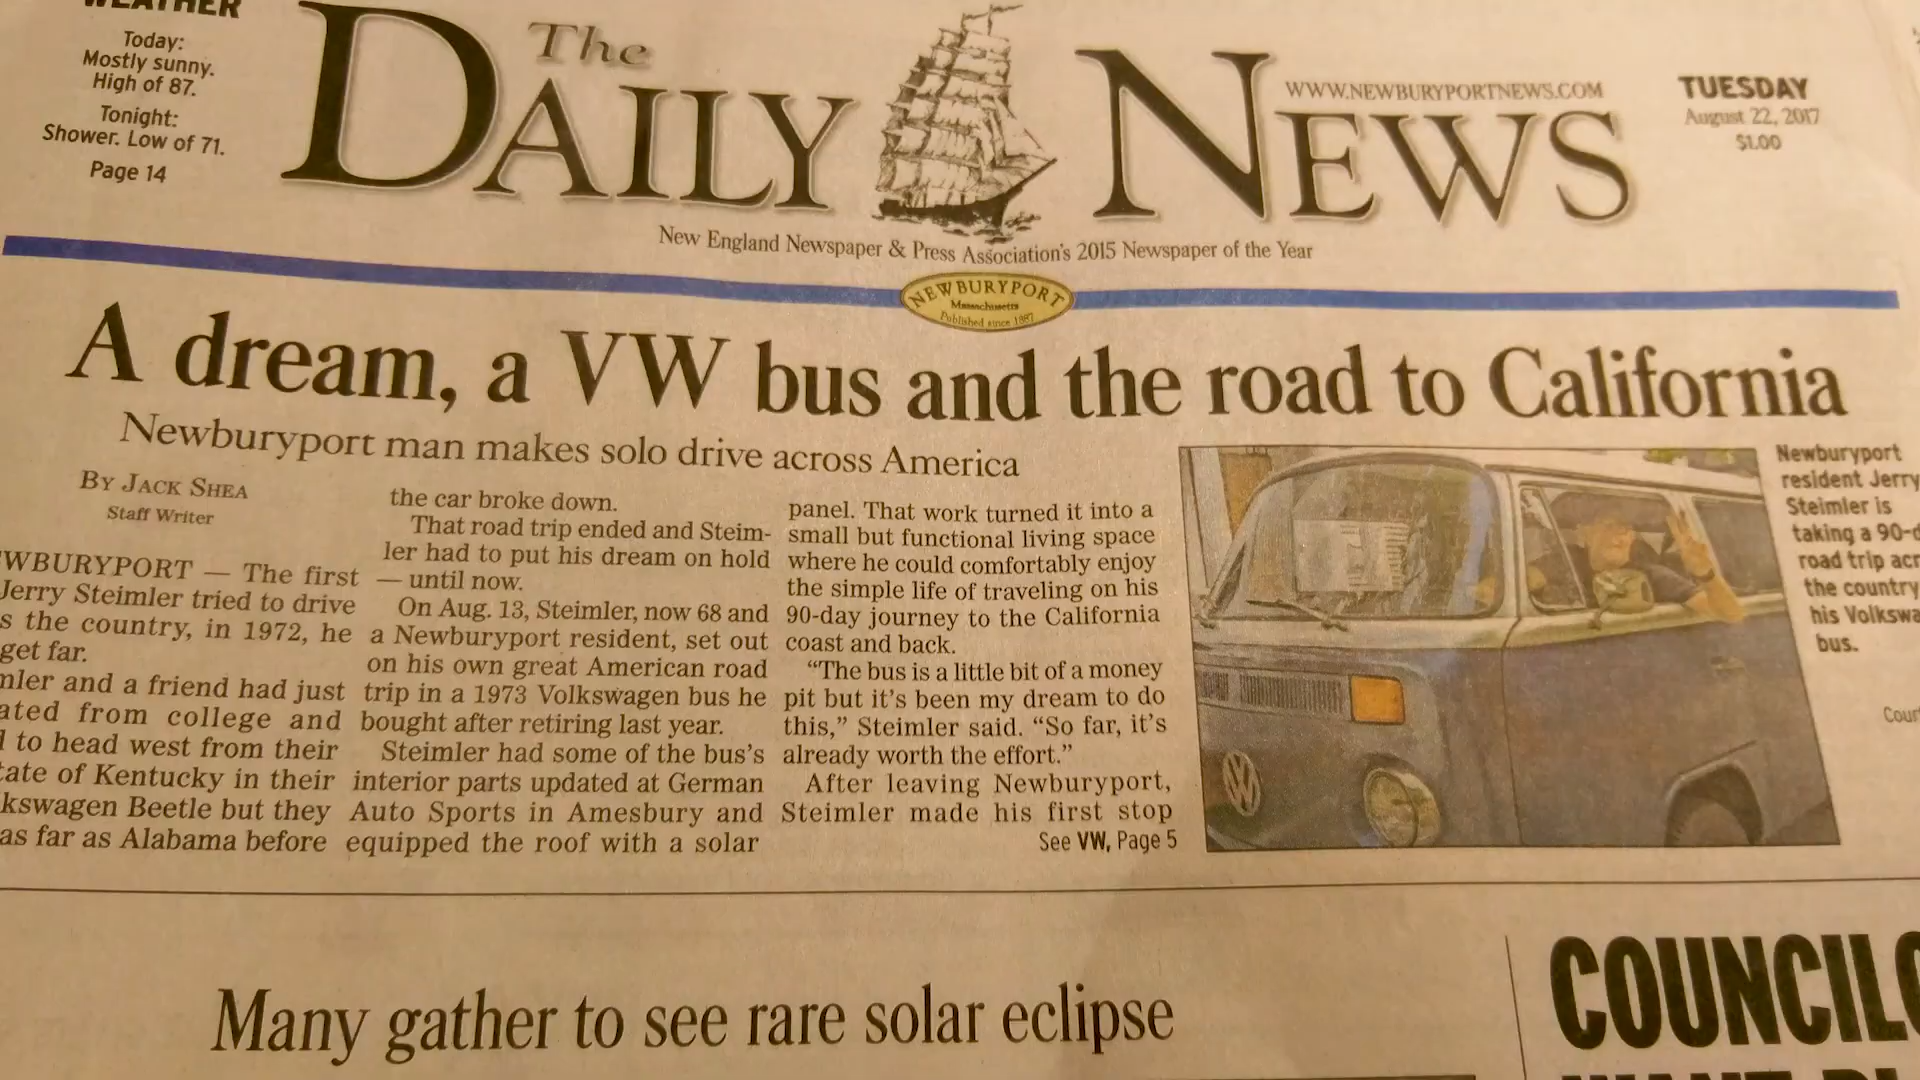 WEATHER
Today:
Mostly sunny.
High of 87.
Tonight:
Shower. Low of 71.
Page 14
The
DAILY NEWS
WWW.NEWBURYPORTNEWS.COM
TUESDAY
August 22, 2017
$1.00
New England Newspaper & Press Association's 2015 Newspaper of the Year
NEWBURYPORT
Massachusetts
Published since 1887
A dream, a VW bus and the road to California
Newburyport man makes solo drive across America
BY JACK SHEA
Staff Writer
WBURYPORT — The first
Jerry Steimler tried to drive
s the country, in 1972, he
get far.
mler and a friend had just
ated from college and
to head west from their
ate of Kentucky in their
kswagen Beetle but they
as far as Alabama before
the car broke down.
That road trip ended and Steim-
ler had to put his dream on hold
— until now.
On Aug. 13, Steimler, now 68 and
a Newburyport resident, set out
on his own great American road
trip in a 1973 Volkswagen bus he
bought after retiring last year.
Steimler had some of the bus's
interior parts updated at German
Auto Sports in Amesbury and
equipped the roof with a solar
panel. That work turned it into a
small but functional living space
where he could comfortably enjoy
the simple life of traveling on his
90-day journey to the California
coast and back.
“The bus is a little bit of a money
pit but it's been my dream to do
this,” Steimler said. “So far, it's
already worth the effort.”
After leaving Newburyport,
Steimler made his first stop
See VW, Page 5
Newburyport
resident Jerry
Steimler is
taking a 90-d
road trip acr
the country
his Volkswa
bus.
Cour
Many gather to see rare solar eclipse
COUNCILO